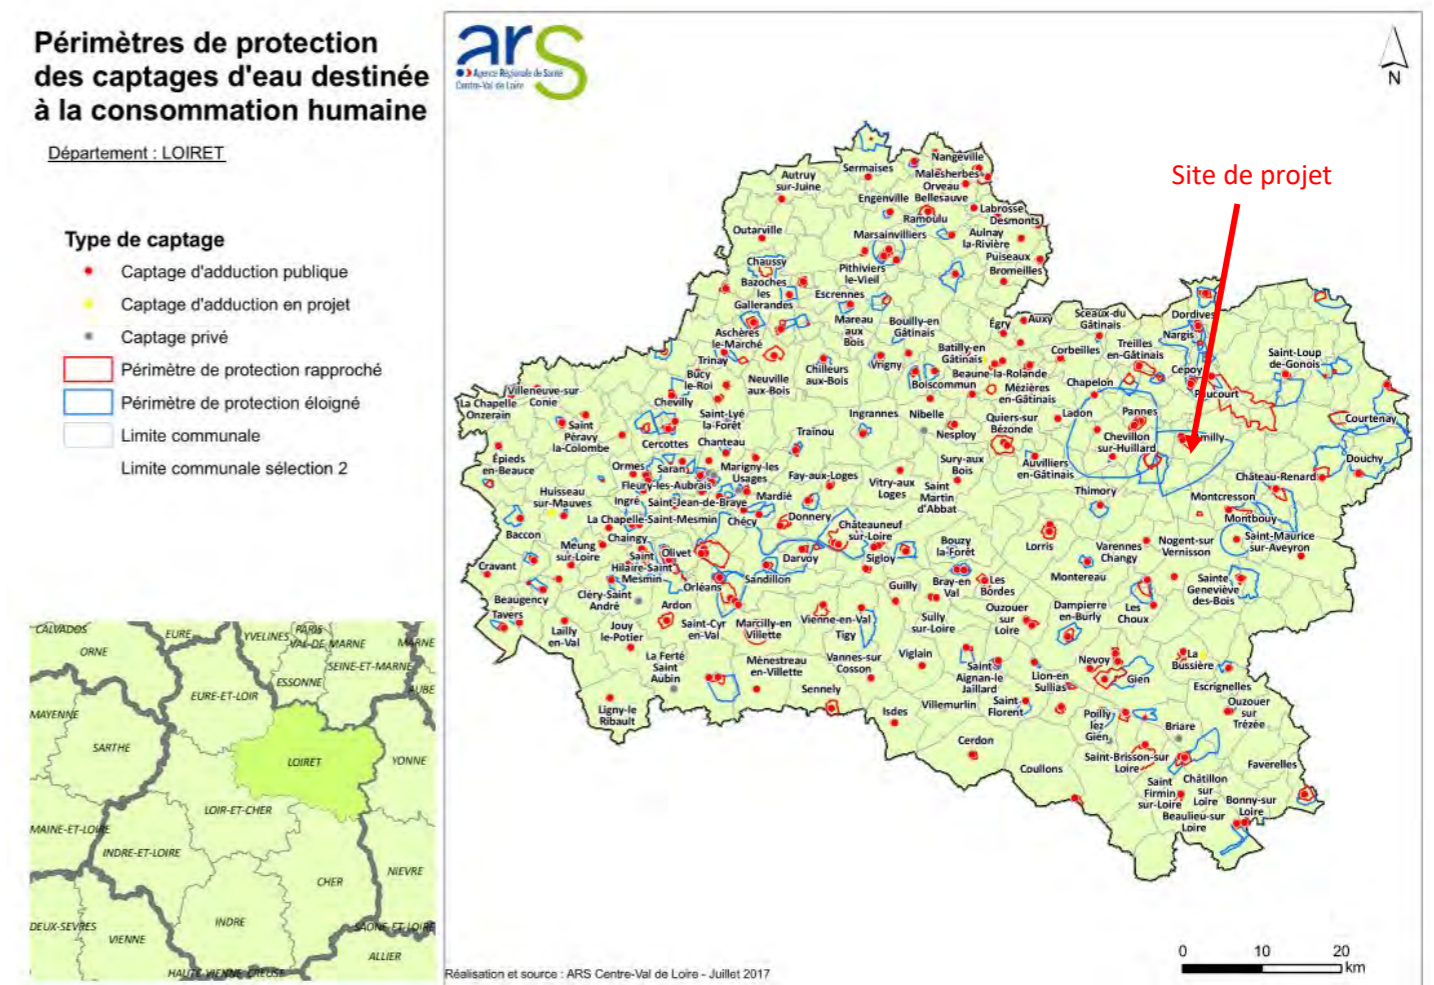 Périmètres de protection
des captages d'eau destinée
à la consommation humaine
Département : LOIRET
Type de captage
Captage d'adduction publique
Captage d'adduction en projet
Captage privé
Périmètre de protection rapproché
Périmètre de protection éloigné
Limite communale
Limite communale sélection 2
ars
Agence Régionale de Santé
Centre-Val de Loire
N
Site de projet
Nangeville
Sermaises
Malesherbes
Autruy
sur-Juine
Orveau
Bellesauve
Engenville
Labrosse
Ramoulu
Desmonts
Outarville
Marsainvilliers
Aulnay
la-Rivière
Puiseaux
Chaussy
Pithiviers
le-Vieil
Bromeilles
Bazoches
les
Gallerandes
Escrennes
Mareau
aux
Bois
Bouilly-en
Gâtinais
Égry
Auxy
Sceaux-du
Gâtinais
Dordives
Nargis
Aschères
le-Marché
Batilly-en
Gâtinais
Corbeilles
Treilles
en-Gâtinais
Saint-Loup
de-Gonois
Trinay
Chilleurs
aux-Bois
Vrigny
Beaune-la-Rolande
Cepoy
Bucy
le-Roi
Neuville
aux-Bois
Boiscommun
Mézières
en-Gâtinais
Chapelon
Paucourt
Villeneuve-sur-
Conie
Chevilly
La Chapelle
Onzerain
Saint-Lyé
la-Forêt
Ingrannes
Nibelle
Quiers-sur
Bézonde
Ladon
Pannes
Courtenay
Saint
Péravy
la-Colombe
Traînou
Nesploy
Chevillon
sur-Huillard
milly
Cercottes
Chanteau
Épieds
en-Beauce
Ormes
Saran
Marigny-les
Usages
Fay-aux-Loges
Sury-aux
Bois
Auvilliers
en-Gâtinais
Douchy
Château-Renard
Fleury-les-Aubrais
Vitry-aux
Loges
Saint
Martin
d'Abbat
Thimory
Montcresson
Huisseau
sur-Mauves
Ingré
Saint-Jean-de-Braye
Mardié
Donnery
Châteauneuf
sur-Loire
Montbouy
La Chapelle-Saint-Mesmin
Chécy
Baccon
Chaingy
Bouzy
la-Forêt
Lorris
Varennes
Changy
Nogent-sur
Vernisson
Saint-Maurice
sur-Aveyron
Meung
sur-Loire
Saint
Hilaire-Saint
Mesmin
Olivet
Darvoy
Sigloy
Cravant
Orléans
Sandillon
Guilly
Bray-en
Val
Les
Bordes
Montereau
Sainte
Geneviève
des-Bois
Beaugency
Cléry-Saint
André
Ardon
Tavers
Lailly
en-Val
Jouy
le-Potier
Saint-Cyr
en-Val
Marcilly-en
Villette
Vienne-en-Val
Tigy
Sully
sur-Loire
Ouzouer
sur
Loire
Dampierre
en-Burly
Les
Choux
La Ferté
Saint
Aubin
Ménestreau
en-Villette
Vannes-sur
Cosson
Viglain
Saint
Aignan-le
Jaillard
Lion-en
Sullias
Nevoy
Gien
La
Bussière
Escrignelles
Ligny-le
Ribault
Sennely
Isdes
Villemurlin
Saint
Florent
Poilly
lez
Gien
Briare
Ouzouer
sur
Trézée
Cerdon
Coullons
Saint-Brisson-sur
Loire
Faverelles
Saint
Firmin
sur-Loire
Châtillon
sur
Loire
Beaulieu-sur
Loire
Bonny-sur
Loire
CALVADOS
ORNE
EURE
YVELINES
PARIS
VAL-DE-MARNE
MARNE
SEINE-ET-MARNE
ESSONNE
AUBE
EURE-ET-LOIR
MAYENNE
SARTHE
LOIRET
YONNE
LOIR-ET-CHER
MAINE-ET-LOIRE
INDRE-ET-LOIRE
CHER
NIEVRE
INDRE
DEUX-SEVRES
VIENNE
SAONE-ET-LOIRE
ALLIER
HAUTE-VIENNE
CREUSE
Réalisation et source : ARS Centre-Val de Loire - Juillet 2017
0 10 20
km